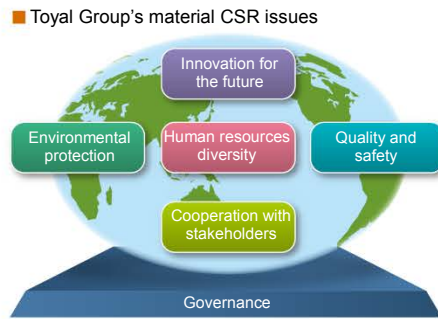 Toyal Group's material CSR issues
Innovation for
the future
Environmental
protection
Human resources
diversity
Quality and
safety
Cooperation with
stakeholders
Governance